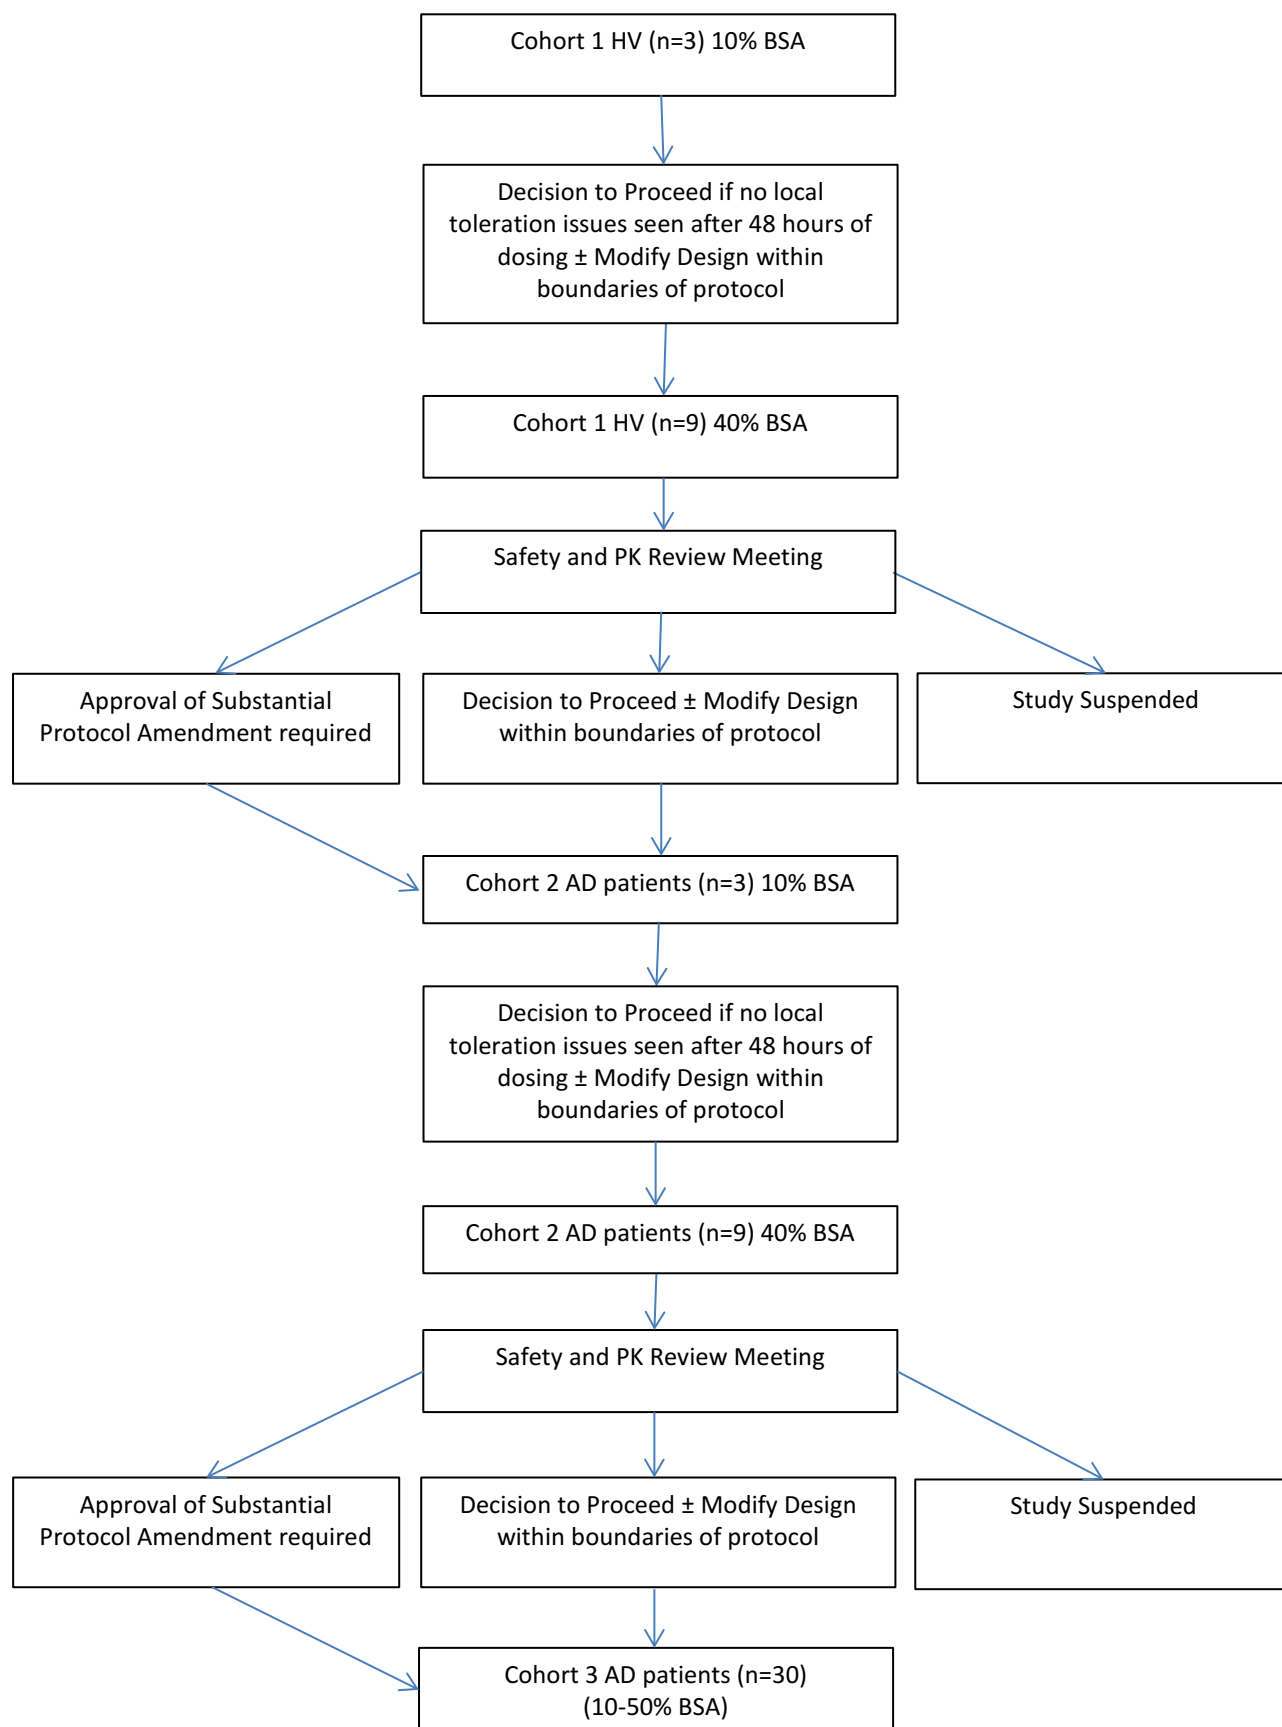 Cohort 1 HV (n=3) 10% BSA
Decision to Proceed if no local
toleration issues seen after 48 hours of
dosing ± Modify Design within
boundaries of protocol
Cohort 1 HV (n=9) 40% BSA
Safety and PK Review Meeting
Approval of Substantial
Protocol Amendment required
Decision to Proceed ± Modify Design
within boundaries of protocol
Study Suspended
Cohort 2 AD patients (n=3) 10% BSA
Decision to Proceed if no local
toleration issues seen after 48 hours of
dosing ± Modify Design within
boundaries of protocol
Cohort 2 AD patients (n=9) 40% BSA
Safety and PK Review Meeting
Approval of Substantial
Protocol Amendment required
Decision to Proceed ± Modify Design
within boundaries of protocol
Study Suspended
Cohort 3 AD patients (n=30)
(10-50% BSA)